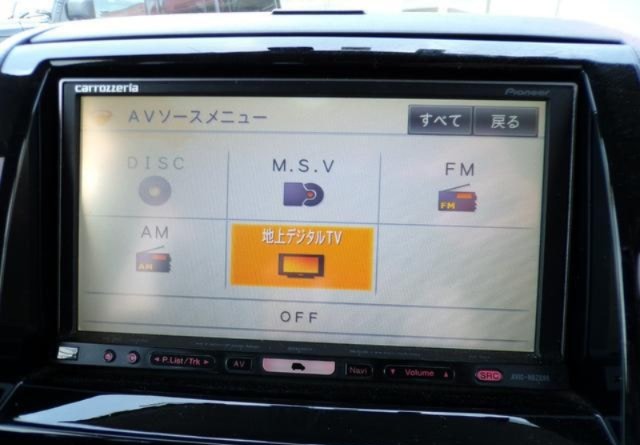 carrozzeria
Pioneer
AVソースメニュー
すべて
戻る
DISC
M.S.V
FM
FM
AM
AM
地上デジタルTV
OFF
P.List/Trk
AV
Navi
Volume
SRC